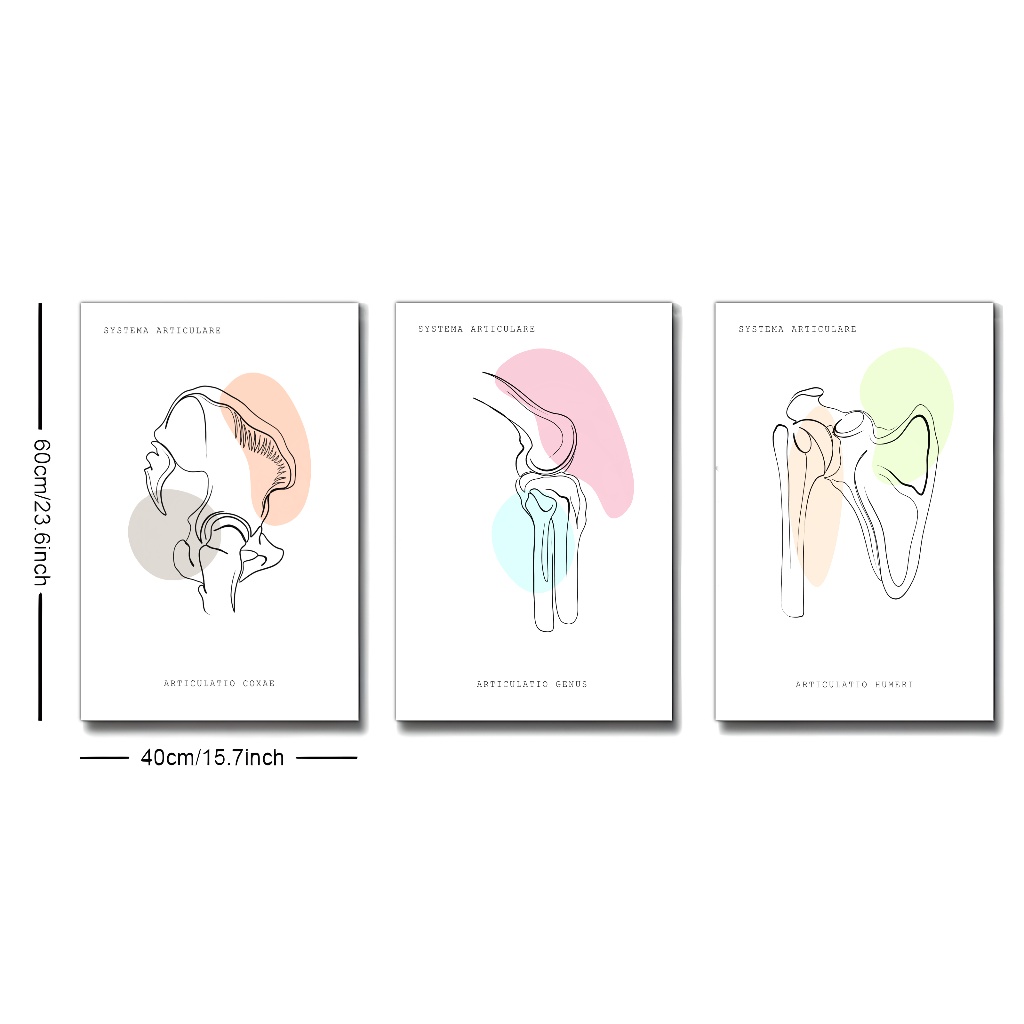 SYSTEMA ARTICULARE
ARTICULATIO COXAE
SYSTEMA ARTICULARE
ARTICULATIO GENUS
SYSTEMA ARTICULARE
ARTICULATIO HUMERI
60cm/23.6inch
40cm/15.7inch